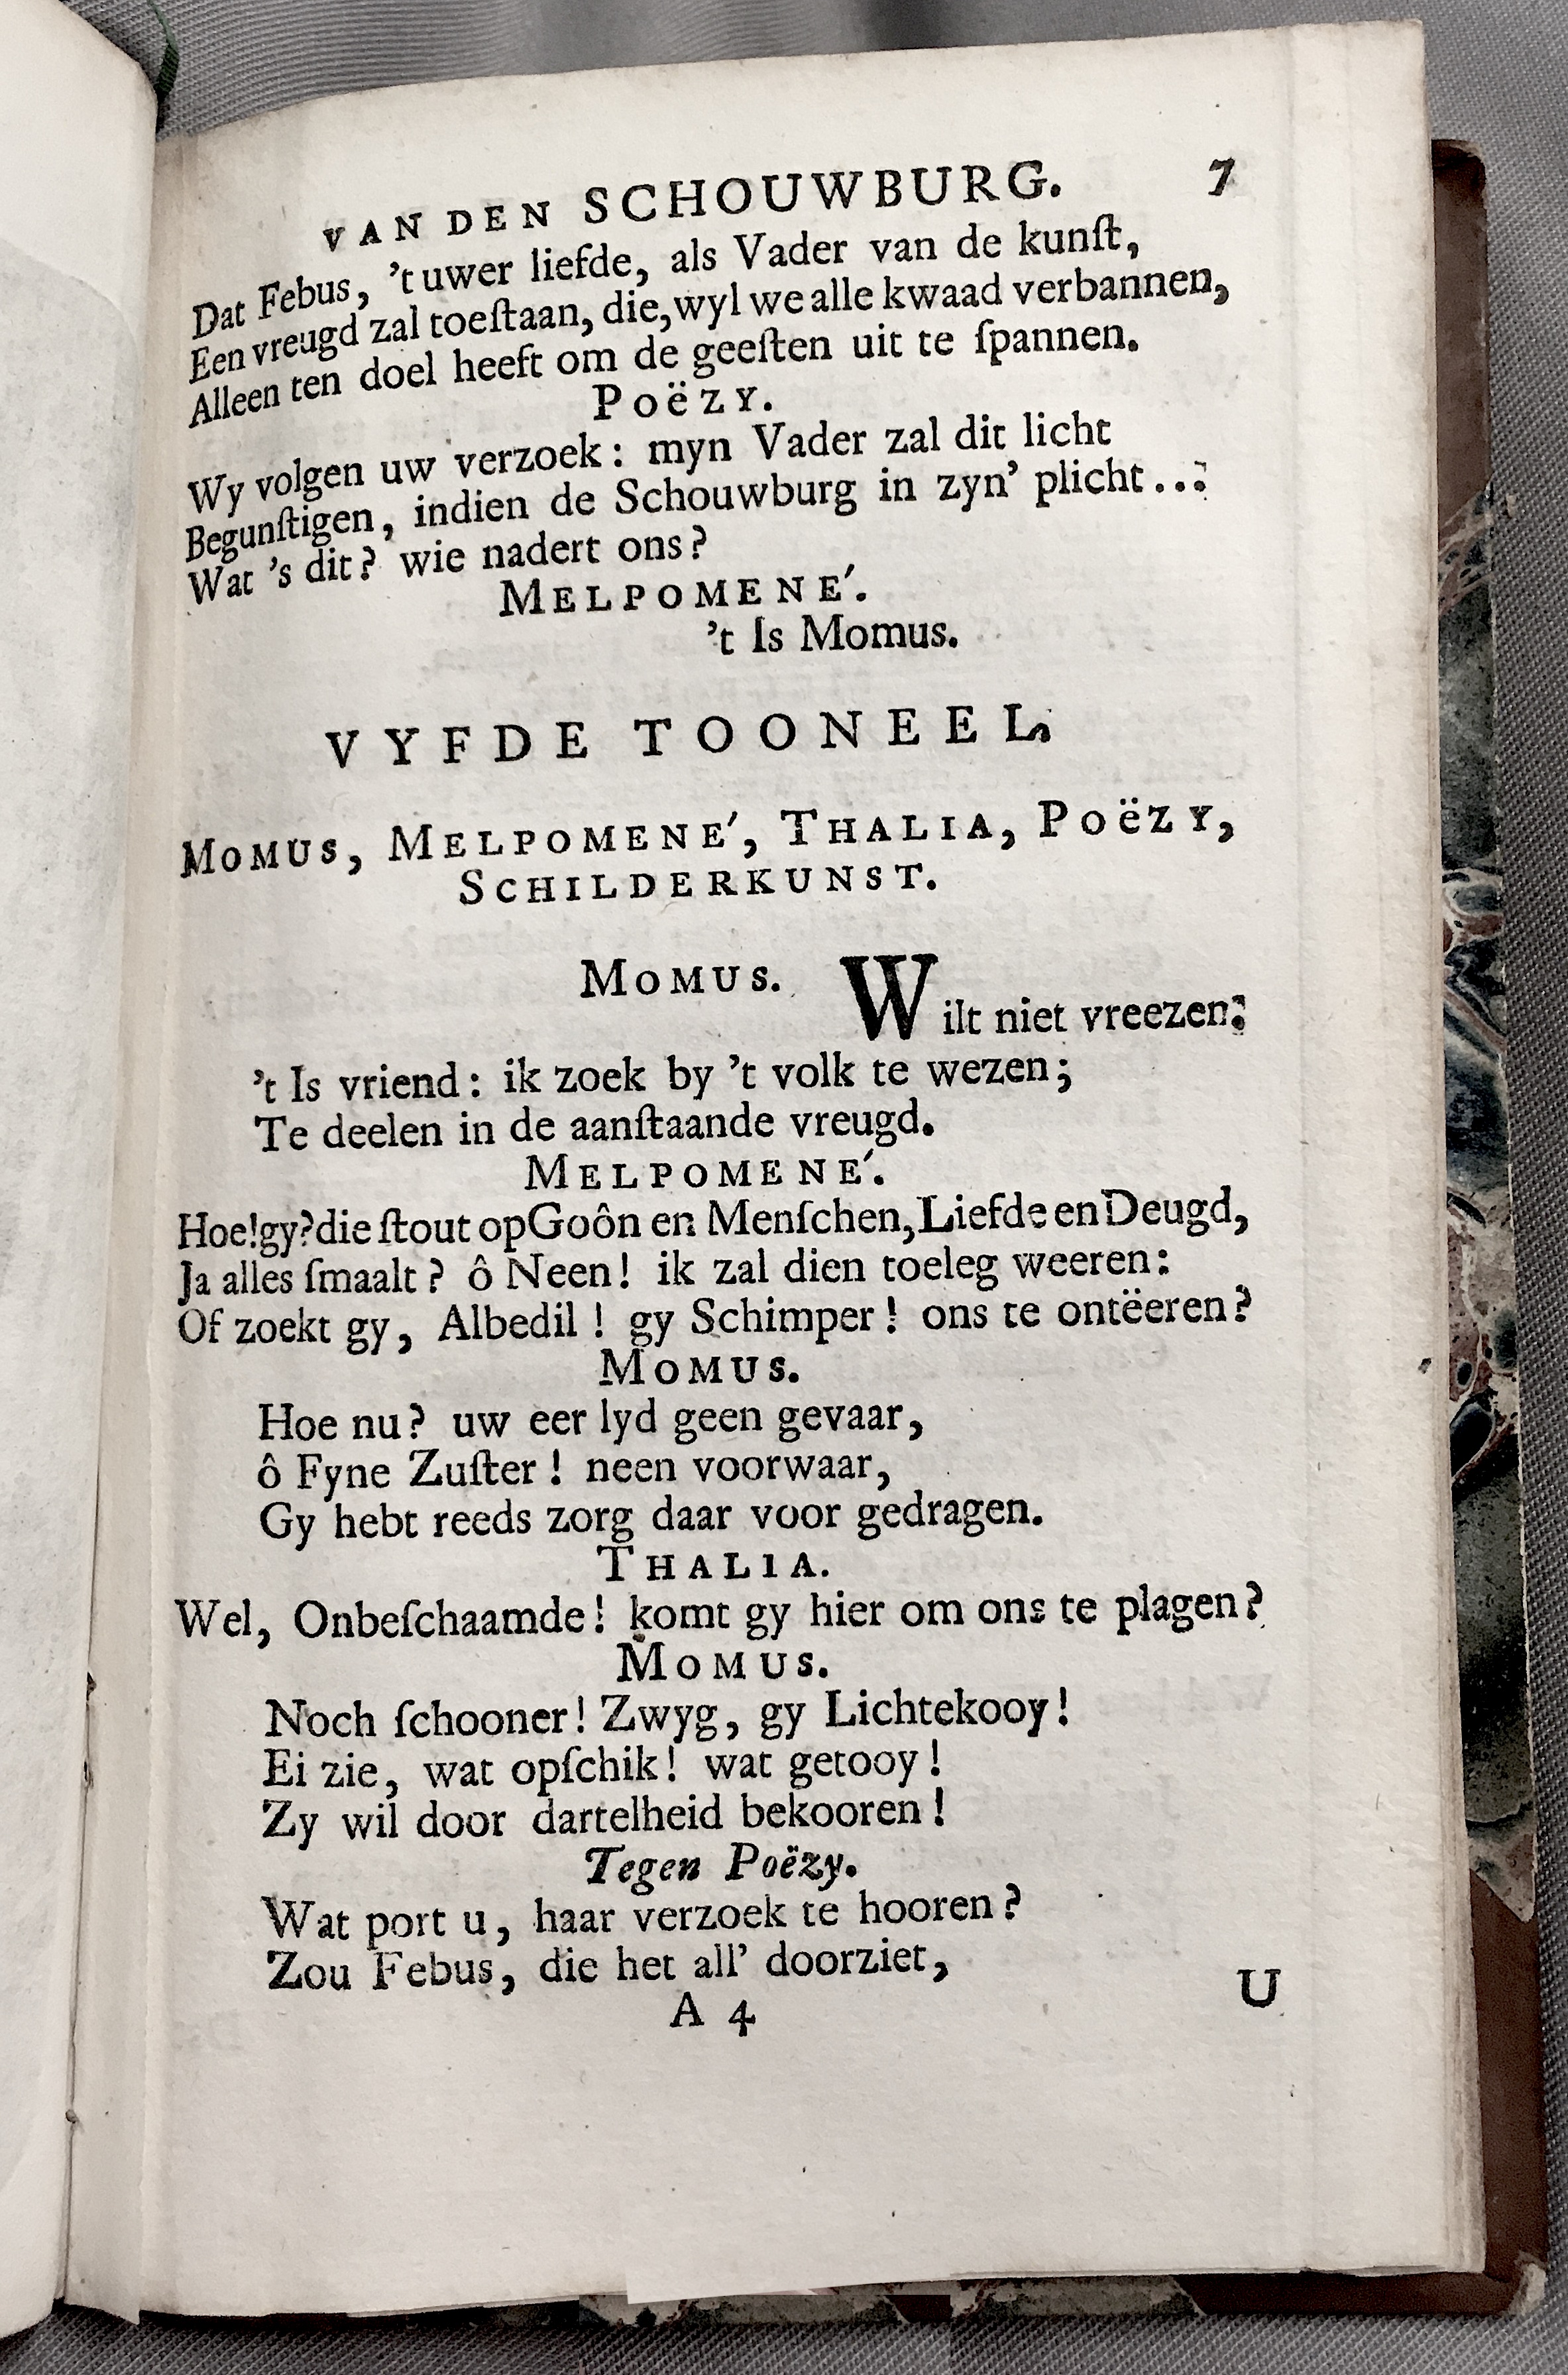 VAN DEN SCHOUWBURG. 7
Dat Febus, 't uwer liefde, als Vader van de kunſt,
Een vreugd zal toeſtaan, die, wyl we alle kwaad verbannen,
Alleen ten doel heeft om de geeſten uit te ſpannen.
Poëzy.
Wy volgen uw verzoek: myn Vader zal dit licht
Begunſtigen, indien de Schouwburg in zyn' plicht...
Wat 's dit? wie nadert ons?
MELPOMENE´.
't Is Momus.
VYFDE TOONEEL.
MOMUS, MELPOMENE´, THALIA, POËZY,
SCHILDERKUNST.
MOMUS. Wilt niet vreezen:
't Is vriend: ik zoek by 't volk te wezen;
Te deelen in de aanſtaande vreugd.
MELPOMENE´.
Hoe! gy? die ſtout op Goôn en Menſchen, Liefde en Deugd,
Ja alles ſmaalt? ô Neen! ik zal dien toeleg weeren:
Of zoekt gy, Albedil! gy Schimper! ons te ontëeren?
MOMUS.
Hoe nu? uw eer lyd geen gevaar,
ô Fyne Zuſter! neen voorwaar,
Gy hebt reeds zorg daar voor gedragen.
THALIA.
Wel, Onbeſchaamde! komt gy hier om ons te plagen?
MOMUS.
Noch ſchooner! Zwyg, gy Lichtekooy!
Ei zie, wat opſchik! wat getooy!
Zy wil door dartelheid bekooren!
Tegen Poëzy.
Wat port u, haar verzoek te hooren?
Zou Febus, die het all' doorziet,
A 4 U